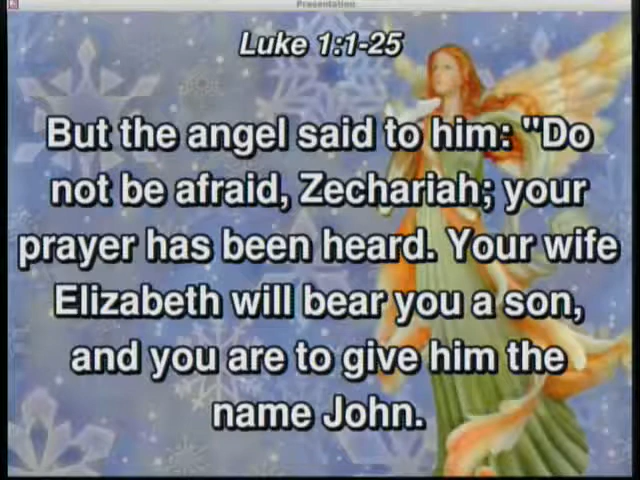 Presentation
Luke 1:1-25
But the angel said to him: "Do
not be afraid, Zechariah; your
prayer has been heard. Your wife
Elizabeth will bear you a son,
and you are to give him the
name John.